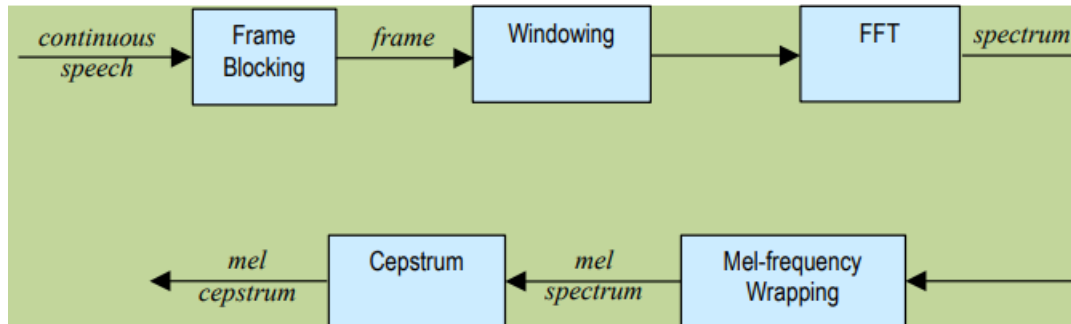 continuous
speech
Frame
Blocking
frame
Windowing
FFT
spectrum
mel
cepstrum
Cepstrum
mel
spectrum
Mel-frequency
Wrapping